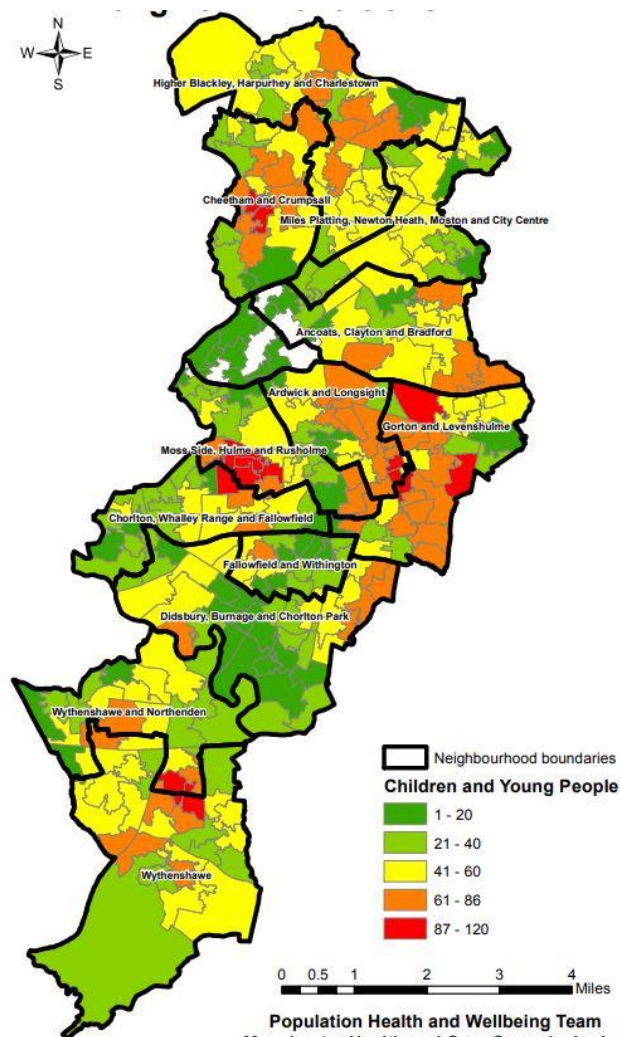 N
W E
S
Higher Blackley, Harpurhey and Charlestown
Cheetham and Crumpsall
Miles Platting, Newton Heath, Moston and City Centre
Ancoats, Clayton and Bradford
Ardwick and Longsight
Gorton and Levenshulme
Moss Side, Hulme and Rusholme
Chorlton, Whalley Range and Fallowfield
Fallowfield and Withington
Didsbury, Burnage and Chorlton Park
Wythenshawe and Northenden
Wythenshawe
Neighbourhood boundaries
Children and Young People
1 - 20
21 - 40
41 - 60
61 - 86
87 - 120
0 0.5 1 2 3 4
Miles
Population Health and Wellbeing Team